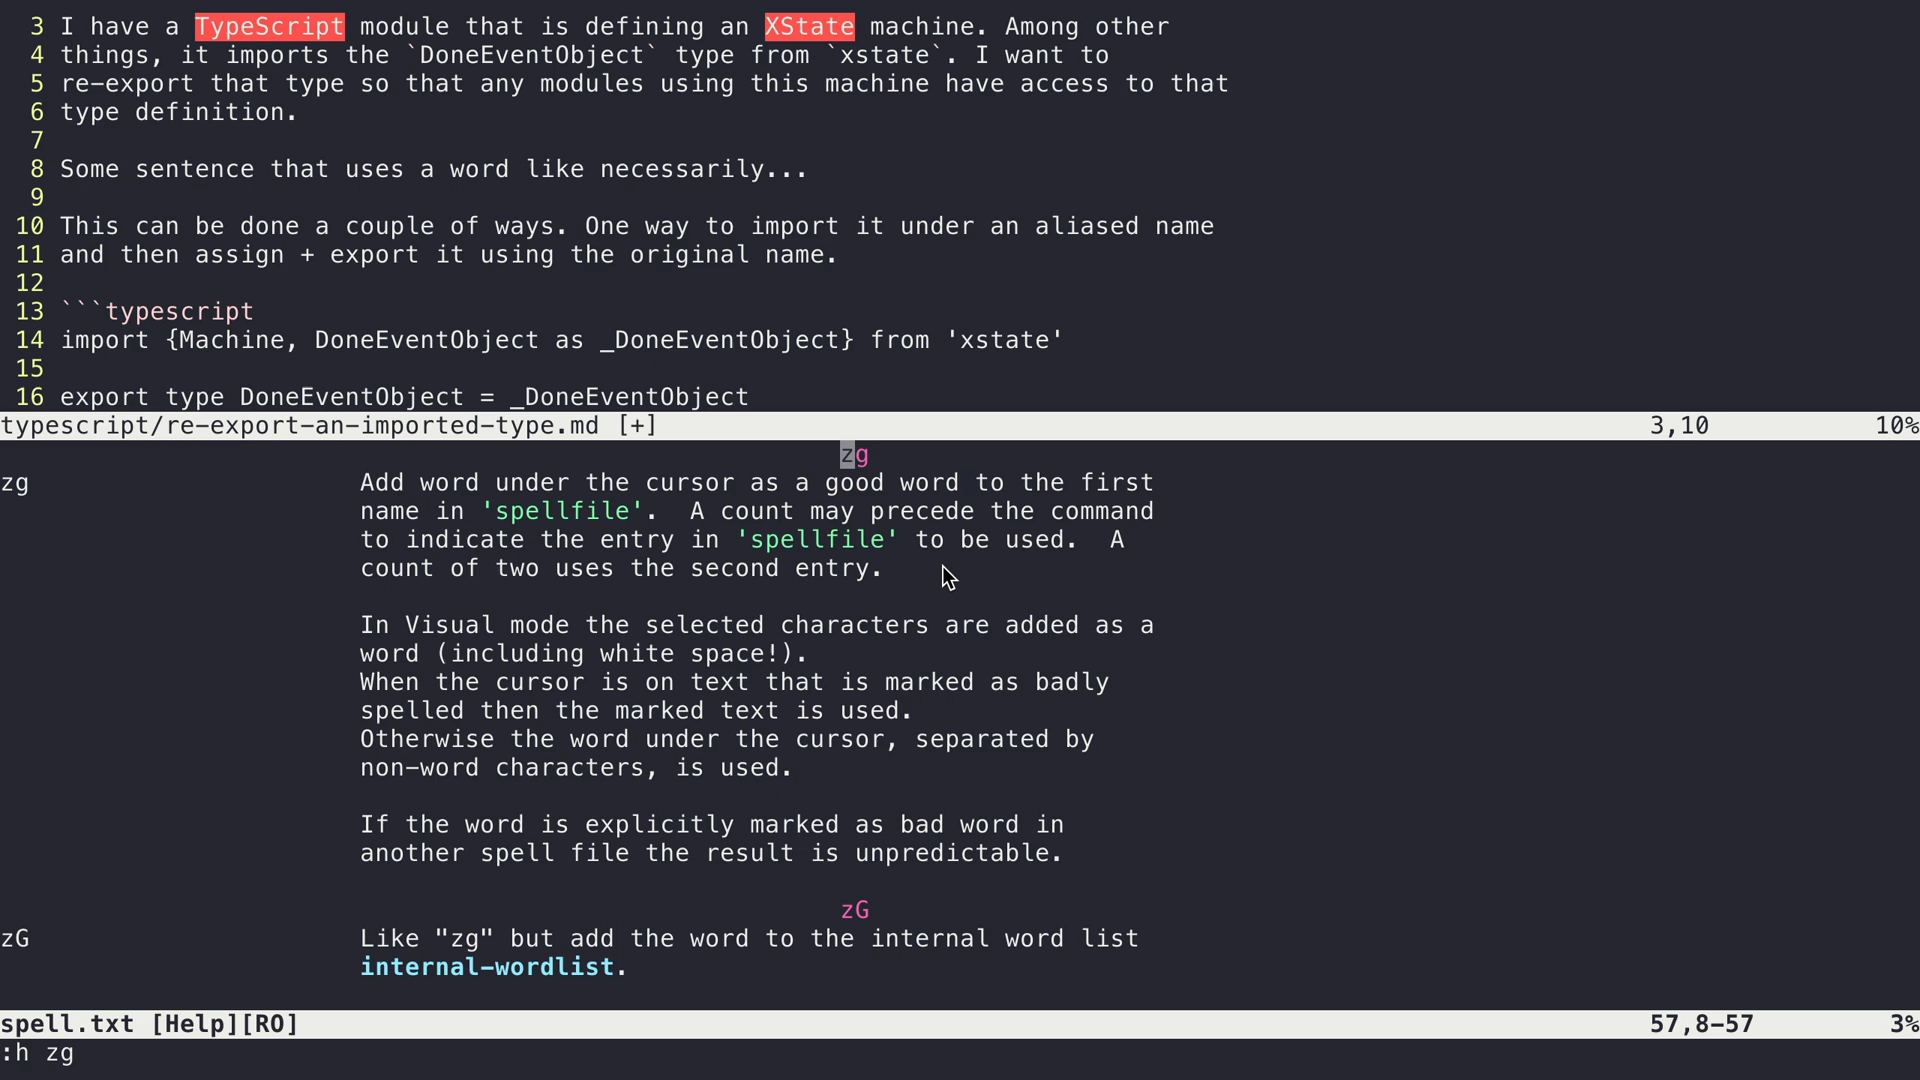 3 I have a TypeScript module that is defining an XState machine. Among other
4 things, it imports the `DoneEventObject` type from `xstate`. I want to
5 re-export that type so that any modules using this machine have access to that
6 type definition.
7
8 Some sentence that uses a word like necessarily...
9
10 This can be done a couple of ways. One way to import it under an aliased name
11 and then assign + export it using the original name.
12
13 ```typescript
14 import {Machine, DoneEventObject as _DoneEventObject} from 'xstate'
15
16 export type DoneEventObject = _DoneEventObject
typescript/re-export-an-imported-type.md [+] 3,10 10%
zg
zg Add word under the cursor as a good word to the first
name in 'spellfile'. A count may precede the command
to indicate the entry in 'spellfile' to be used. A
count of two uses the second entry.
In Visual mode the selected characters are added as a
word (including white space!).
When the cursor is on text that is marked as badly
spelled then the marked text is used.
Otherwise the word under the cursor, separated by
non-word characters, is used.
If the word is explicitly marked as bad word in
another spell file the result is unpredictable.
zG
zG Like "zg" but add the word to the internal word list
internal-wordlist.
spell.txt [Help][RO] 57,8-57 3%
:h zg